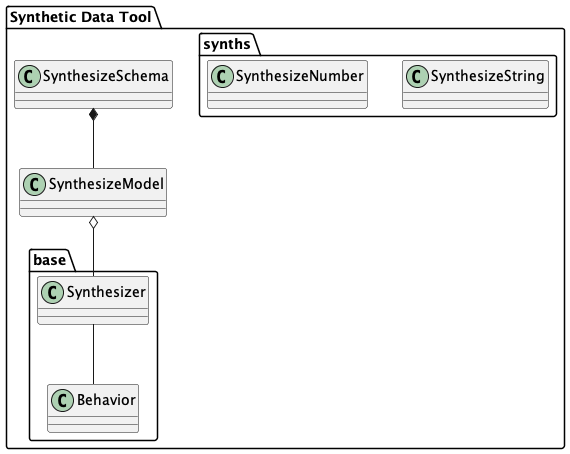 Synthetic Data Tool
synths
C SynthesizeSchema
C SynthesizeNumber
C SynthesizeString
C SynthesizeModel
base
C Synthesizer
C Behavior